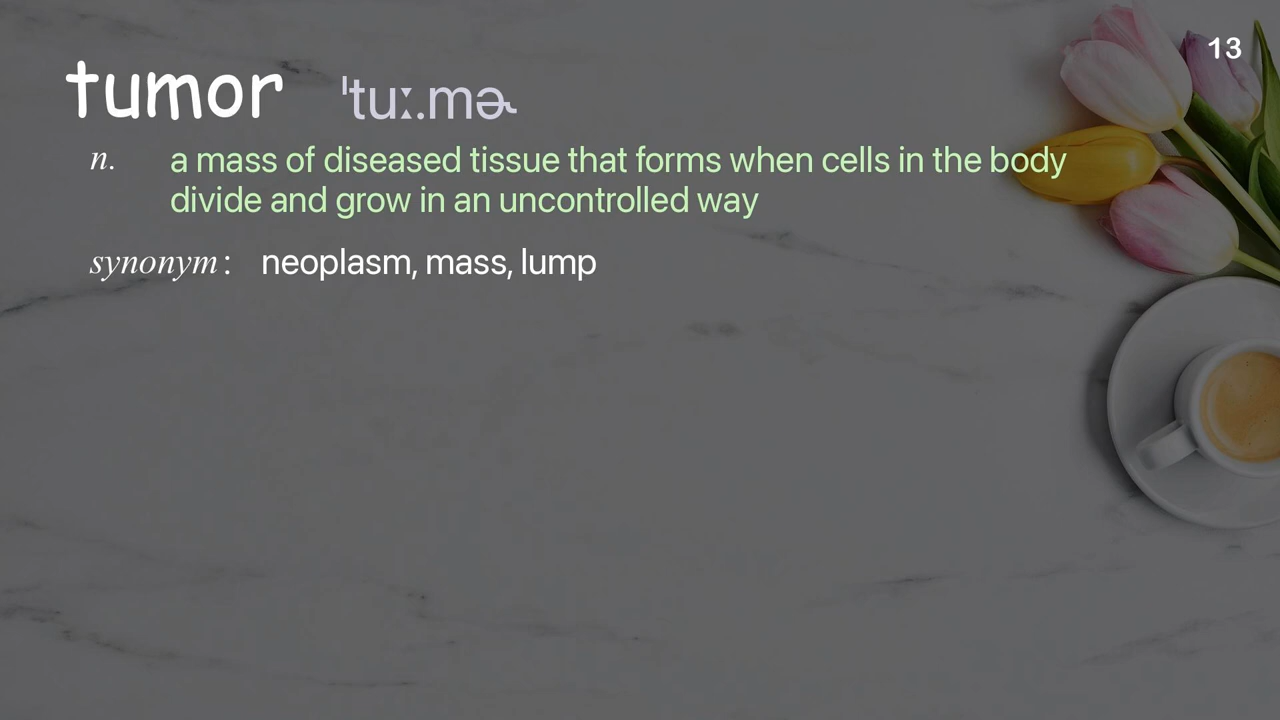 13
tumor ˈtuː.mɚ
n. a mass of diseased tissue that forms when cells in the body
divide and grow in an uncontrolled way
synonym: neoplasm, mass, lump